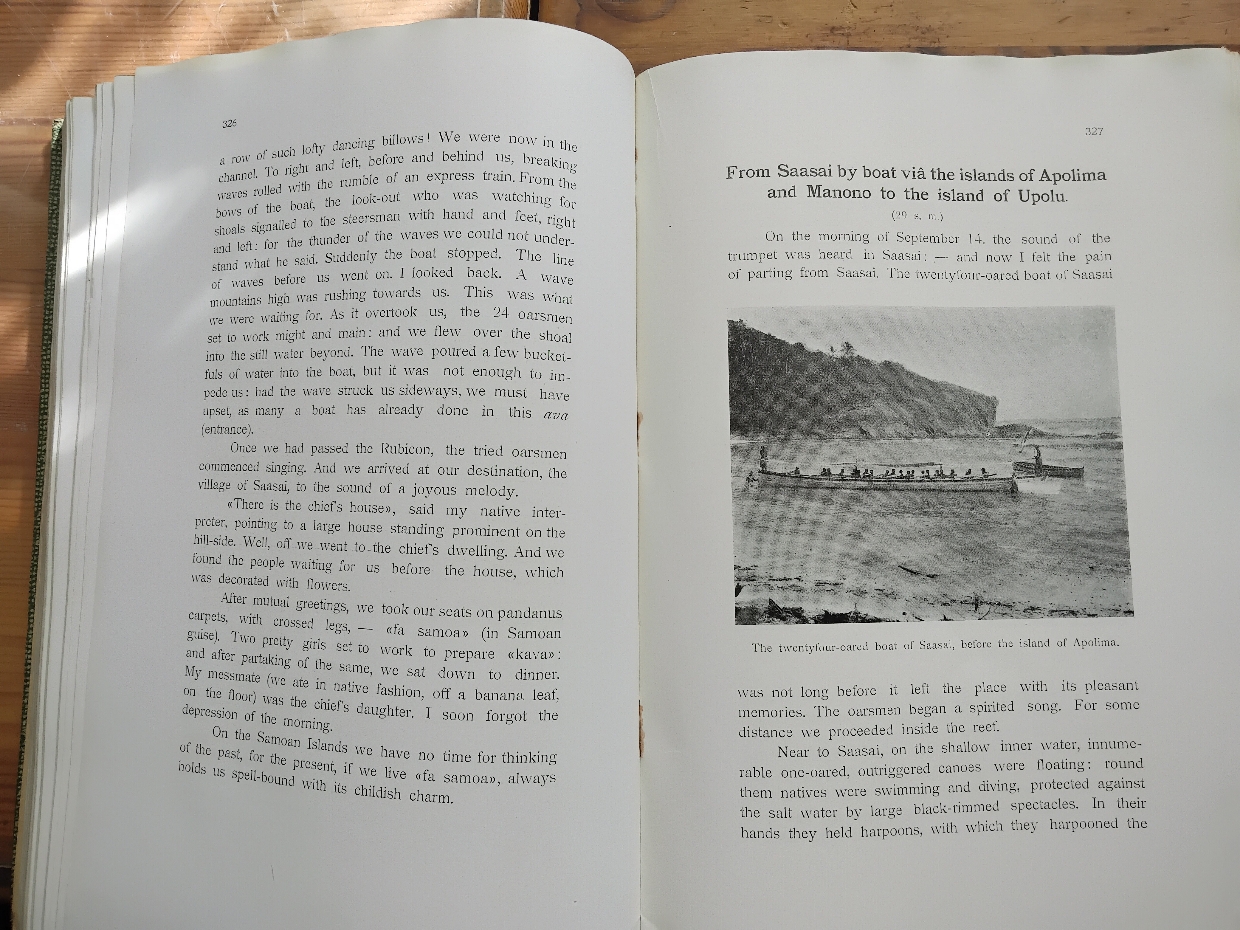 326
a row of such lofty dancing billows! We were now in the
channel. To right and left, before and behind us, breaking
waves rolled with the rumble of an express train. From the
bows of the boat, the look-out who was watching for
shoals signalled to the steersman with hand and feet, right
and left: for the thunder of the waves we could not under-
stand what he said. Suddenly the boat stopped. The line
of waves before us went on. I looked back. A wave
mountains high was rushing towards us. This was what
we were waiting for. As it overtook us, the 24 oarsmen
set to work might and main: and we flew over the shoal
into the still water beyond. The wave poured a few bucket-
fuls of water into the boat, but it was not enough to im-
pede us: had the wave struck us sideways, we must have
upset, as many a boat has already done in this ava
(entrance).
Once we had passed the Rubicon, the tried oarsmen
commenced singing. And we arrived at our destination, the
village of Saasai, to the sound of a joyous melody.
«There is the chief's house», said my native inter-
preter, pointing to a large house standing prominent on the
hill-side. Well, off we went to the chief's dwelling. And we
found the people waiting for us before the house, which
was decorated with flowers.
After mutual greetings, we took our seats on pandanus
carpets, with crossed legs, — «fa samoa» (in Samoan
guise). Two pretty girls set to work to prepare «kava»:
and after partaking of the same, we sat down to dinner.
My messmate (we ate in native fashion, off a banana leaf,
on the floor) was the chief's daughter. I soon forgot the
depression of the morning.
On the Samoan Islands we have no time for thinking
of the past, for the present, if we live «fa samoa», always
holds us spell-bound with its childish charm.
327
From Saasai by boat viâ the islands of Apolima
and Manono to the island of Upolu.
(29 s. m.)
On the morning of September 14. the sound of the
trumpet was heard in Saasai: — and now I felt the pain
of parting from Saasai. The twentyfour-oared boat of Saasai
The twentyfour-oared boat of Saasai, before the island of Apolima.
was not long before it left the place with its pleasant
memories. The oarsmen began a spirited song. For some
distance we proceeded inside the reef.
Near to Saasai, on the shallow inner water, innume-
rable one-oared, outriggered canoes were floating: round
them natives were swimming and diving, protected against
the salt water by large black-rimmed spectacles. In their
hands they held harpoons, with which they harpooned the